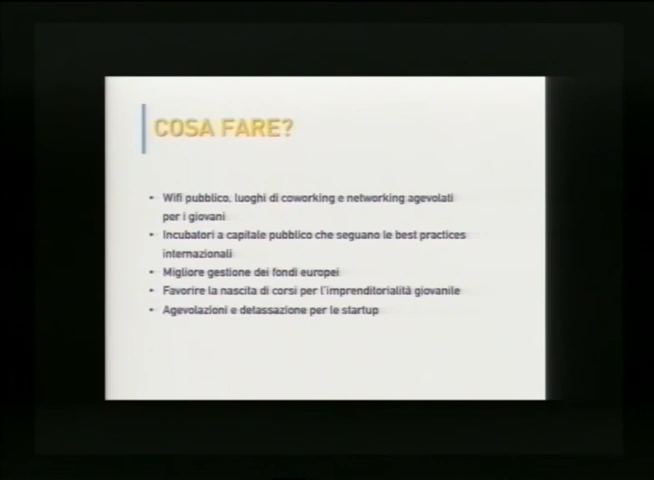 COSA FARE?
• Wifi pubblico, luoghi di coworking e networking agevolati
per i giovani
• Incubatori a capitale pubblico che seguano le best practices
internazionali
• Migliore gestione dei fondi europei
• Favorire la nascita di corsi per l'imprenditorialità giovanile
• Agevolazioni e detassazione per le startup